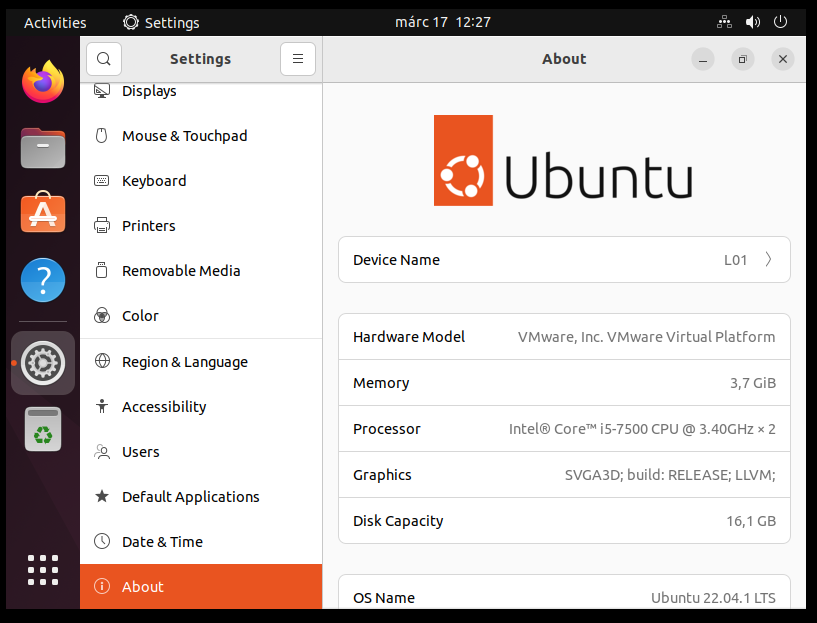 Activities Settings márc 17 12:27
Settings
About
Displays
Mouse & Touchpad
Keyboard
Printers
Removable Media
Color
Region & Language
Accessibility
Users
Default Applications
Date & Time
About
Ubuntu
Device Name L01
Hardware Model VMware, Inc. VMware Virtual Platform
Memory 3,7 GiB
Processor Intel® Core™ i5-7500 CPU @ 3.40GHz × 2
Graphics SVGA3D; build: RELEASE; LLVM;
Disk Capacity 16,1 GB
OS Name Ubuntu 22.04.1 LTS